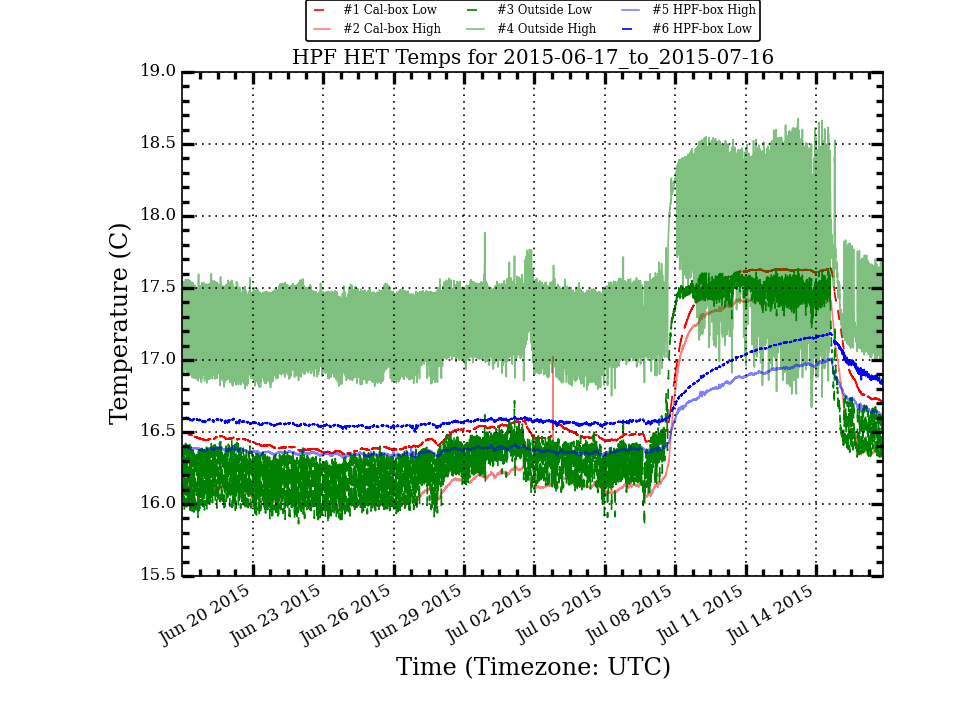 #1 Cal-box Low #3 Outside Low #5 HPF-box High
#2 Cal-box High #4 Outside High #6 HPF-box Low
HPF HET Temps for 2015-06-17_to_2015-07-16
19.0
18.5
18.0
17.5
17.0
16.5
16.0
15.5
Temperature (C)
Jun 20 2015
Jun 23 2015
Jun 26 2015
Jun 29 2015
Jul 02 2015
Jul 05 2015
Jul 08 2015
Jul 11 2015
Jul 14 2015
Time (Timezone: UTC)